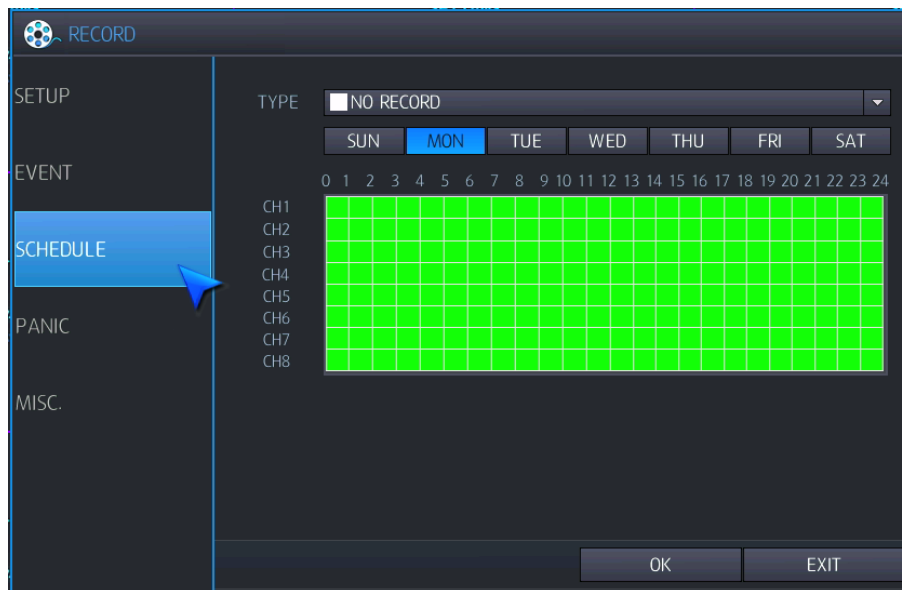 RECORD
SETUP
EVENT
SCHEDULE
PANIC
MISC.
TYPE NO RECORD
SUN MON TUE WED THU FRI SAT
0 1 2 3 4 5 6 7 8 9 10 11 12 13 14 15 16 17 18 19 20 21 22 23 24
CH1
CH2
CH3
CH4
CH5
CH6
CH7
CH8
OK EXIT